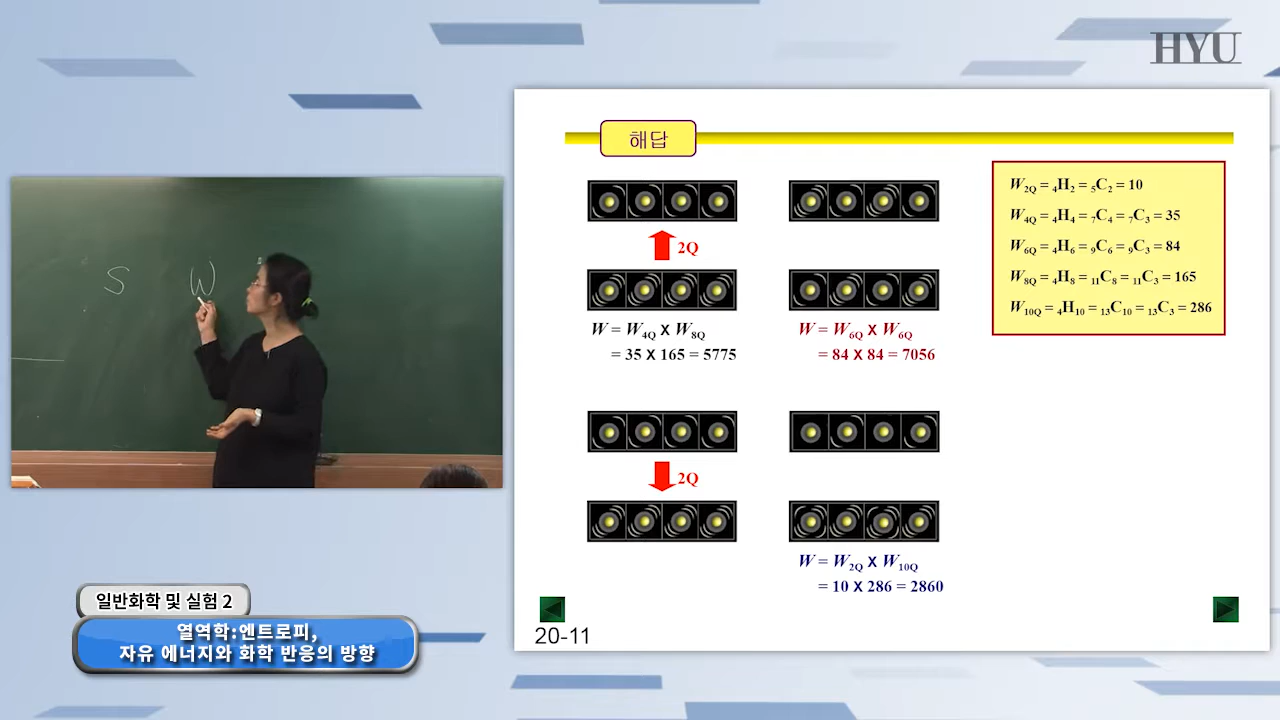 HYU
해답
S W
2Q
W = W4Q x W8Q
= 35 x 165 = 5775
W = W6Q x W6Q
= 84 x 84 = 7056
W2Q = 4H2 = 5C2 = 10
W4Q = 4H4 = 7C4 = 7C3 = 35
W6Q = 4H6 = 9C6 = 9C3 = 84
W8Q = 4H8 = 11C8 = 11C3 = 165
W10Q = 4H10 = 13C10 = 13C3 = 286
2Q
W = W2Q x W10Q
= 10 x 286 = 2860
20-11
일반화학 및 실험 2
열역학:엔트로피,
자유 에너지와 화학 반응의 방향